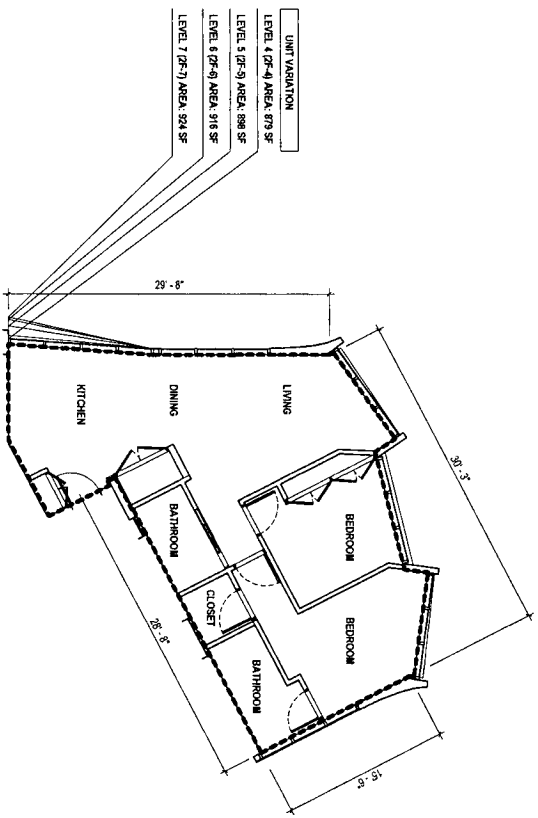 UNIT VARIATION
LEVEL 4 (2F-4) AREA: 879 SF
LEVEL 5 (2F-5) AREA: 898 SF
LEVEL 6 (2F-6) AREA: 916 SF
LEVEL 7 (2F-7) AREA: 924 SF
29' - 8"
30' - 3"
LIVING
DINING
KITCHEN
BEDROOM
BEDROOM
BATHROOM
CLOSET
BATHROOM
28' - 8"
15' - 6"